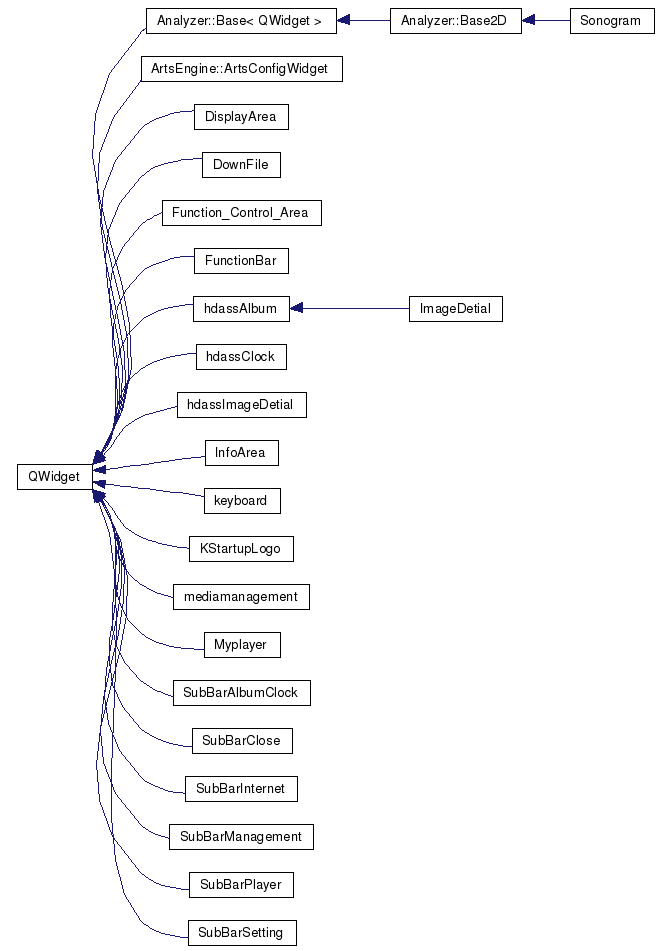 Analyzer::Base< QWidget >
Analyzer::Base2D
Sonogram
ArtsEngine::ArtsConfigWidget
DisplayArea
DownFile
Function_Control_Area
FunctionBar
hdassAlbum
ImageDetial
hdassClock
hdassImageDetial
InfoArea
QWidget
keyboard
KStartupLogo
mediamanagement
Myplayer
SubBarAlbumClock
SubBarClose
SubBarInternet
SubBarManagement
SubBarPlayer
SubBarSetting